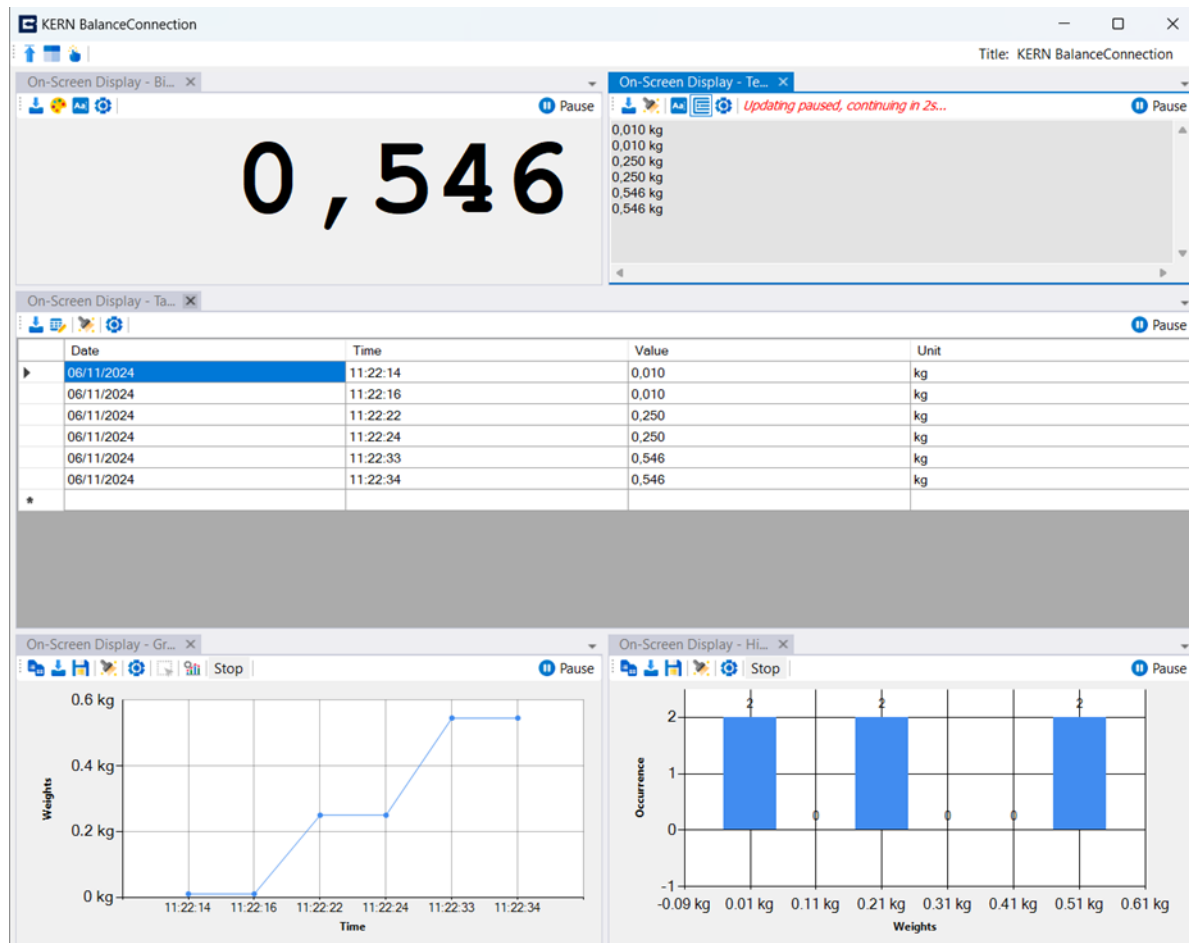 KERN BalanceConnection
Title: KERN BalanceConnection
On-Screen Display - Bi...
Pause
0,546
On-Screen Display - Te...
Updating paused, continuing in 2s...
Pause
0,010 kg
0,010 kg
0,250 kg
0,250 kg
0,546 kg
0,546 kg
On-Screen Display - Ta...
Pause
Date Time Value Unit
06/11/2024 11:22:14 0,010 kg
06/11/2024 11:22:16 0,010 kg
06/11/2024 11:22:22 0,250 kg
06/11/2024 11:22:24 0,250 kg
06/11/2024 11:22:33 0,546 kg
06/11/2024 11:22:34 0,546 kg
*
On-Screen Display - Gr...
Stop Pause
0.6 kg
0.4 kg
0.2 kg
0 kg
Weights
11:22:14 11:22:16 11:22:22 11:22:24 11:22:33 11:22:34
Time
On-Screen Display - Hi...
Stop Pause
2 2 2
2
1
0 0 0
0
-1
Occurrence
-0.09 kg 0.01 kg 0.11 kg 0.21 kg 0.31 kg 0.41 kg 0.51 kg 0.61 kg
Weights